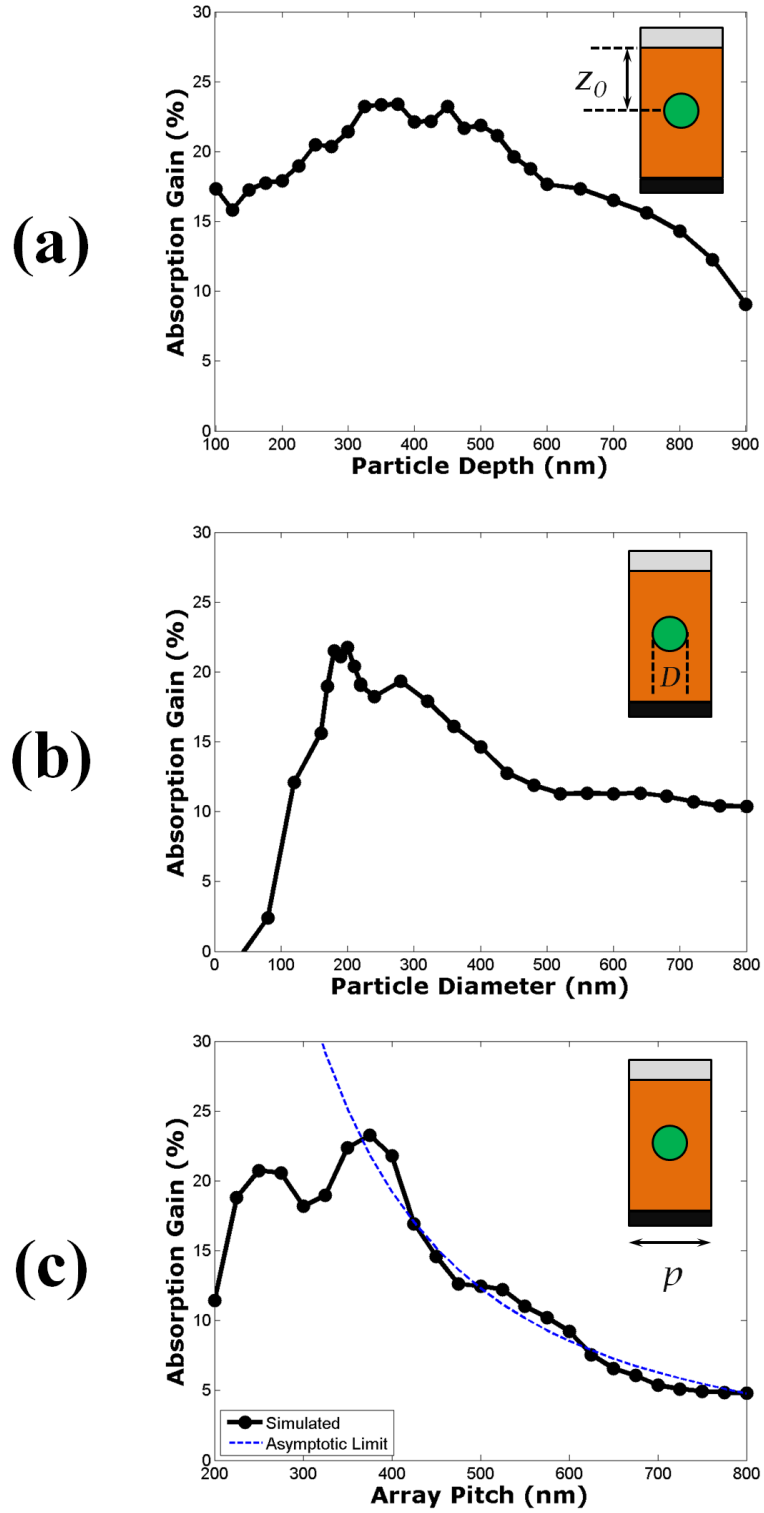 (a)
Absorption Gain (%)
30
25
20
15
10
5
0
100 200 300 400 500 600 700 800 900
Particle Depth (nm)
z0
(b)
Absorption Gain (%)
30
25
20
15
10
5
0
0 100 200 300 400 500 600 700 800
Particle Diameter (nm)
D
(c)
Absorption Gain (%)
30
25
20
15
10
5
0
200 300 400 500 600 700 800
Array Pitch (nm)
Simulated
Asymptotic Limit
p